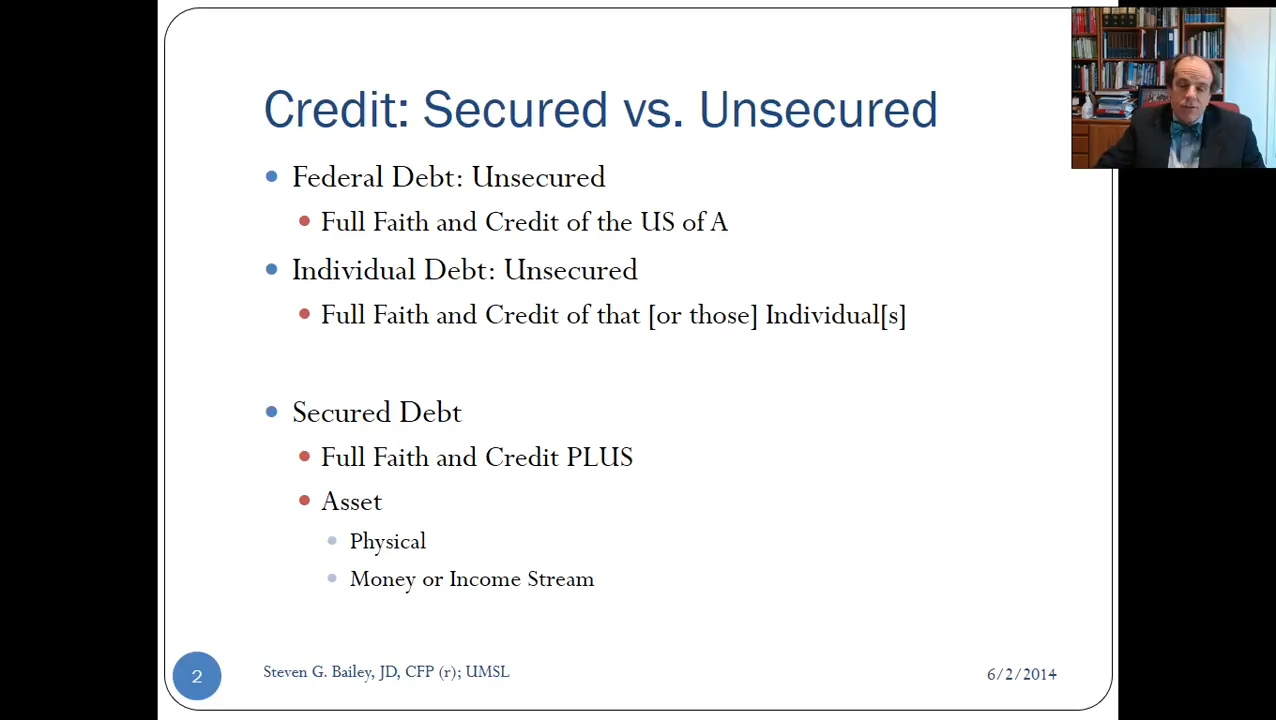 Credit: Secured vs. Unsecured
Federal Debt: Unsecured
Full Faith and Credit of the US of A
Individual Debt: Unsecured
Full Faith and Credit of that [or those] Individual[s]
Secured Debt
Full Faith and Credit PLUS
Asset
Physical
Money or Income Stream
2
Steven G. Bailey, JD, CFP (r); UMSL
6/2/2014